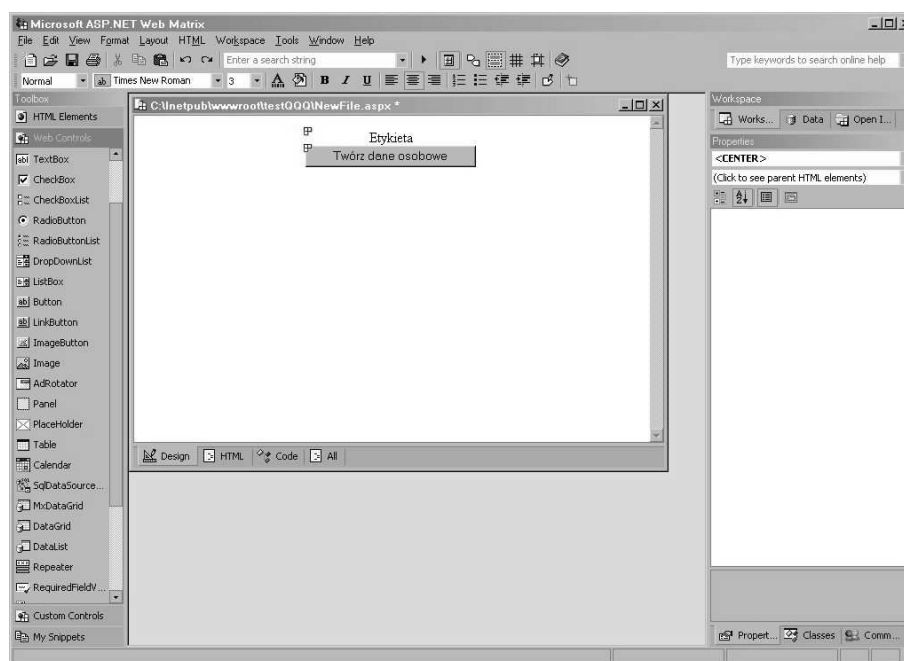 Microsoft ASP.NET Web Matrix
File Edit View Format Layout HTML Workspace Tools Window Help
Enter a search string
Type keywords to search online help
Normal Times New Roman 3 A B I U
Toolbox
HTML Elements
Web Controls
TextBox
CheckBox
CheckBoxList
RadioButton
RadioButtonList
DropDownList
ListBox
Button
LinkButton
ImageButton
Image
AdRotator
Panel
PlaceHolder
Table
Calendar
SqlDataSource...
MxDataGrid
DataGrid
DataList
Repeater
RequiredFieldV...
Custom Controls
My Snippets
C:\Inetpub\wwwroot\testQQQ\NewFile.aspx *
Etykieta
Twórz dane osobowe
Design HTML Code All
Workspace
Works... Data Open I...
Properties
<CENTER>
(Click to see parent HTML elements)
Propert... Classes Comm...